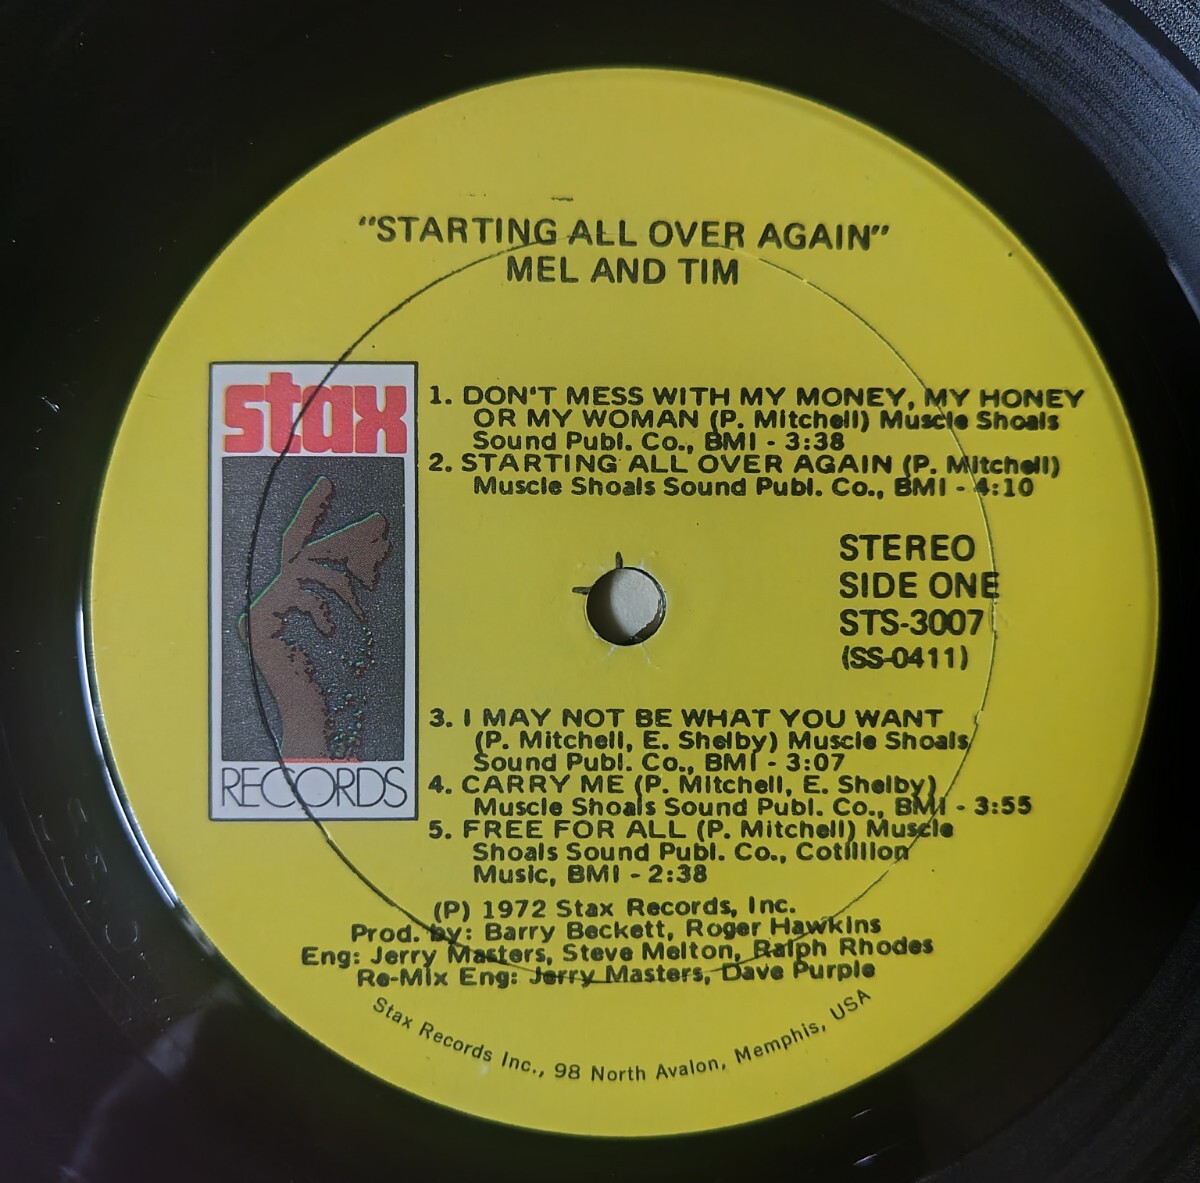 "STARTING ALL OVER AGAIN"
MEL AND TIM
stax
RECORDS
1. DON'T MESS WITH MY MONEY, MY HONEY
OR MY WOMAN (P. Mitchell) Muscle Shoals
Sound Publ. Co., BMI - 3:38
2. STARTING ALL OVER AGAIN (P. Mitchell)
Muscle Shoals Sound Publ. Co., BMI - 4:10
STEREO
SIDE ONE
STS-3007
(SS-0411)
3. I MAY NOT BE WHAT YOU WANT
(P. Mitchell, E. Shelby) Muscle Shoals
Sound Publ. Co., BMI - 3:07
4. CARRY ME (P. Mitchell, E. Shelby)
Muscle Shoals Sound Publ. Co., BMI - 3:55
5. FREE FOR ALL (P. Mitchell) Muscle
Shoals Sound Publ. Co., Cotillion
Music, BMI - 2:38
(P) 1972 Stax Records, Inc.
Prod. by: Barry Beckett, Roger Hawkins
Eng: Jerry Masters, Steve Melton, Ralph Rhodes
Re-Mix Eng: Jerry Masters, Dave Purple
Stax Records Inc., 98 North Avalon, Memphis, USA